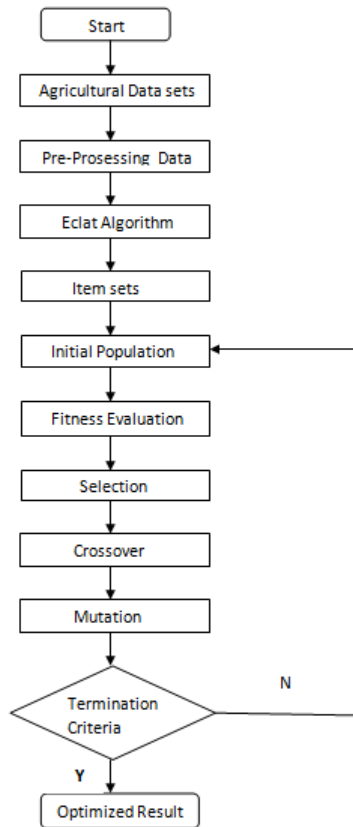 Start
Agricultural Data sets
Pre-Prosessing Data
Eclat Algorithm
Item sets
Initial Population
Fitness Evaluation
Selection
Crossover
Mutation
Termination
Criteria
N
Y
Optimized Result